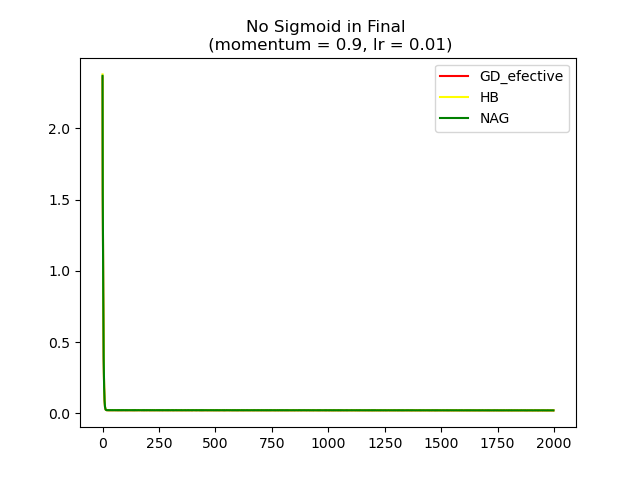 No Sigmoid in Final
(momentum = 0.9, lr = 0.01)
GD_efective
HB
NAG
2.0
1.5
1.0
0.5
0.0
0 250 500 750 1000 1250 1500 1750 2000